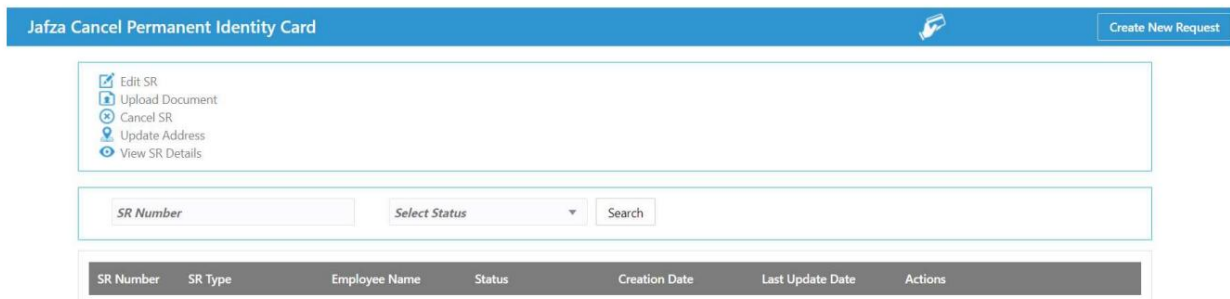 Jafza Cancel Permanent Identity Card Create New Request
Edit SR
Upload Document
Cancel SR
Update Address
View SR Details
SR Number Select Status Search
SR Number SR Type Employee Name Status Creation Date Last Update Date Actions